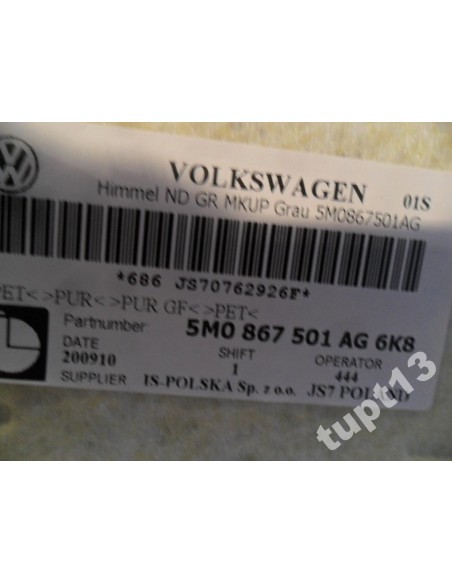 VOLKSWAGEN 01S
Himmel ND GR MKUP Grau 5M0867501AG
*686 JS70762926F*
PET< >PUR< >PUR GF< >PET<
Partnumber 5M0 867 501 AG 6K8
DATE SHIFT OPERATOR
200910 1 444
SUPPLIER IS-POLSKA Sp. z o.o. JS7 POLAND
tupt13